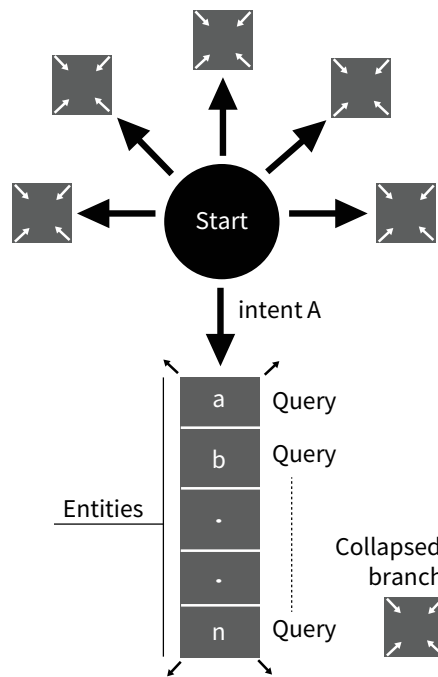 Start
intent A
a
Query
b
Query
Entities
.
.
Collapsed
branch
n
Query